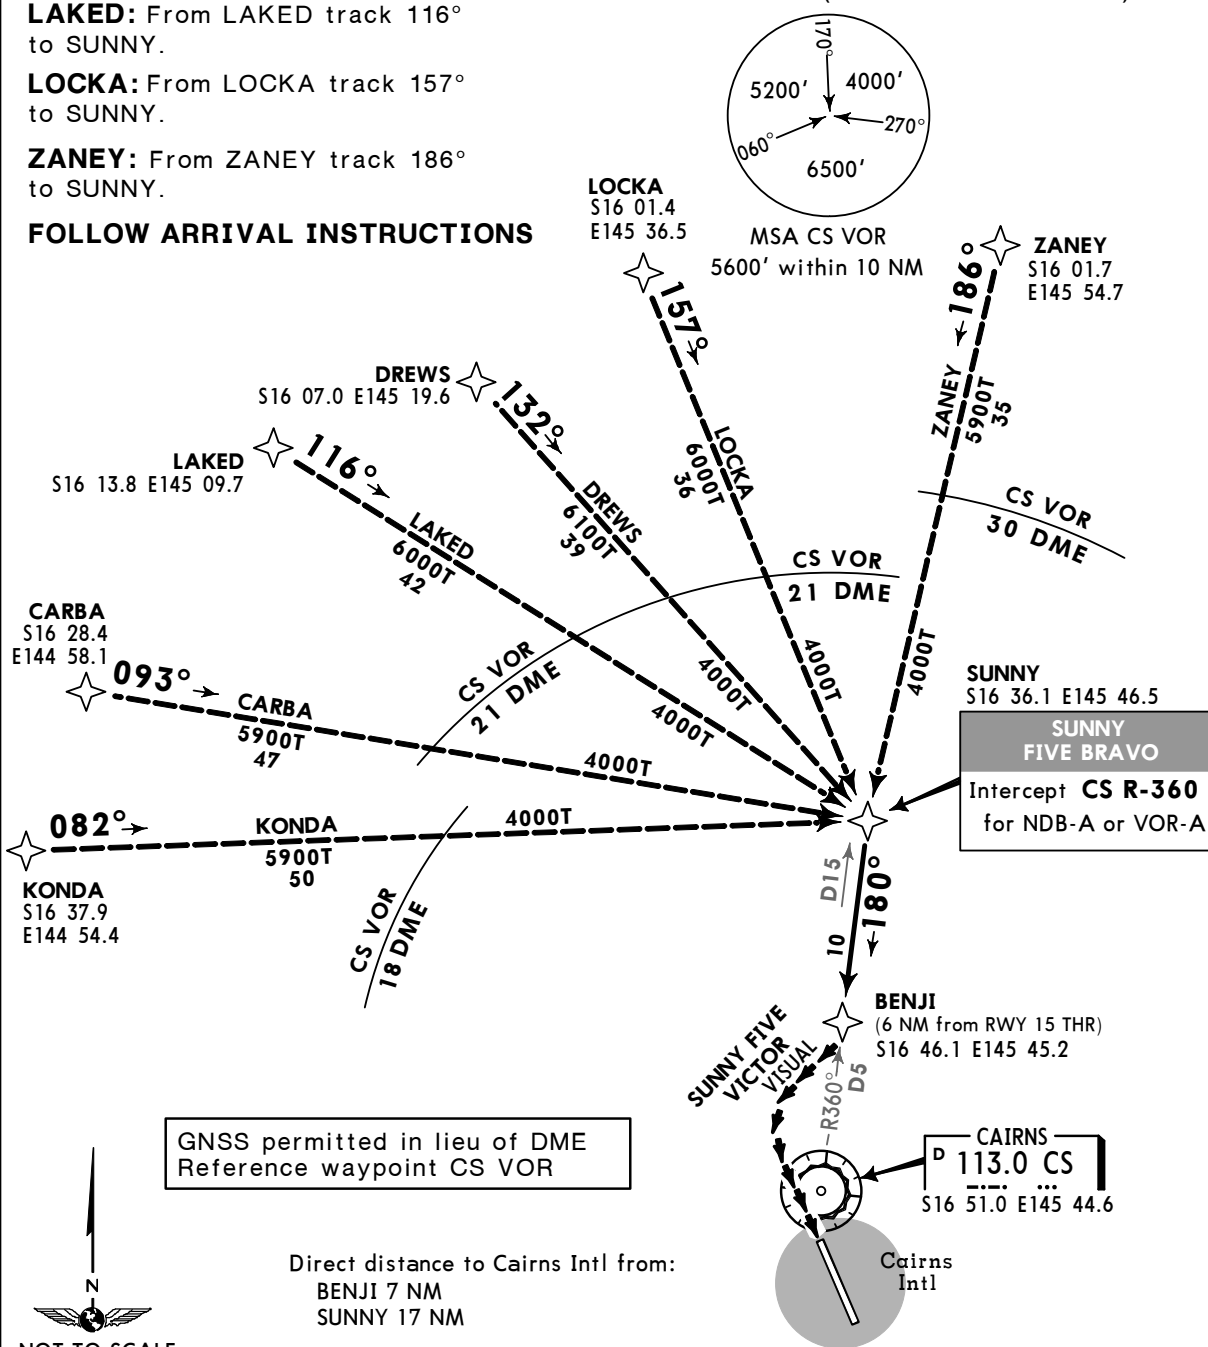 LAKED: From LAKED track 116°
to SUNNY.
LOCKA: From LOCKA track 157°
to SUNNY.
ZANEY: From ZANEY track 186°
to SUNNY.
FOLLOW ARRIVAL INSTRUCTIONS
170°
5200'
4000'
060°
270°
6500'
MSA CS VOR
5600' within 10 NM
LOCKA
S16 01.4
E145 36.5
157°
LOCKA
6000T
36
4000T
ZANEY
S16 01.7
E145 54.7
186°
ZANEY
5900T
35
4000T
CS VOR
30 DME
DREWS
S16 07.0 E145 19.6
132°
DREWS
6100T
39
4000T
LAKED
S16 13.8 E145 09.7
116°
LAKED
6000T
42
4000T
CS VOR
21 DME
CS VOR
21 DME
CARBA
S16 28.4
E144 58.1
093°
CARBA
5900T
47
4000T
082°
KONDA
5900T
50
4000T
KONDA
S16 37.9
E144 54.4
CS VOR
18 DME
SUNNY
S16 36.1 E145 46.5
SUNNY
FIVE BRAVO
Intercept CS R-360
for NDB-A or VOR-A
D15
180°
10
BENJI
(6 NM from RWY 15 THR)
S16 46.1 E145 45.2
SUNNY FIVE
VICTOR
VISUAL
R360°
D5
CAIRNS
D 113.0 CS
S16 51.0 E145 44.6
Cairns
Intl
GNSS permitted in lieu of DME
Reference waypoint CS VOR
Direct distance to Cairns Intl from:
BENJI 7 NM
SUNNY 17 NM
N
NOT TO SCALE